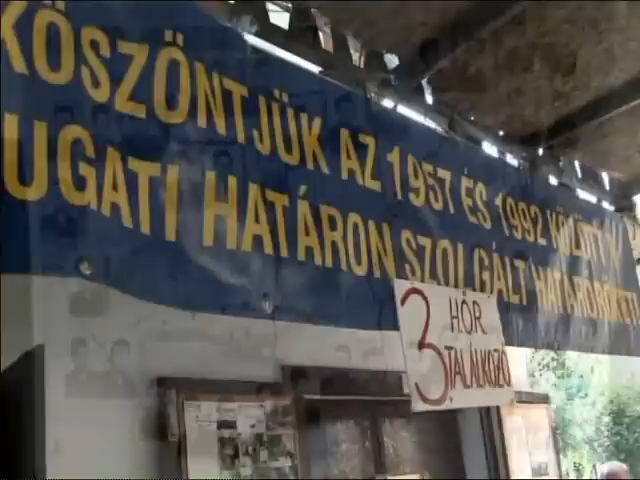 KÖSZÖNTJÜK AZ 1957 ÉS 1992 KÖZÖTT
UGATI HATÁRON SZOLGÁLT HATÁRŐRÖKET
3. HŐR
TALÁLKOZÓ